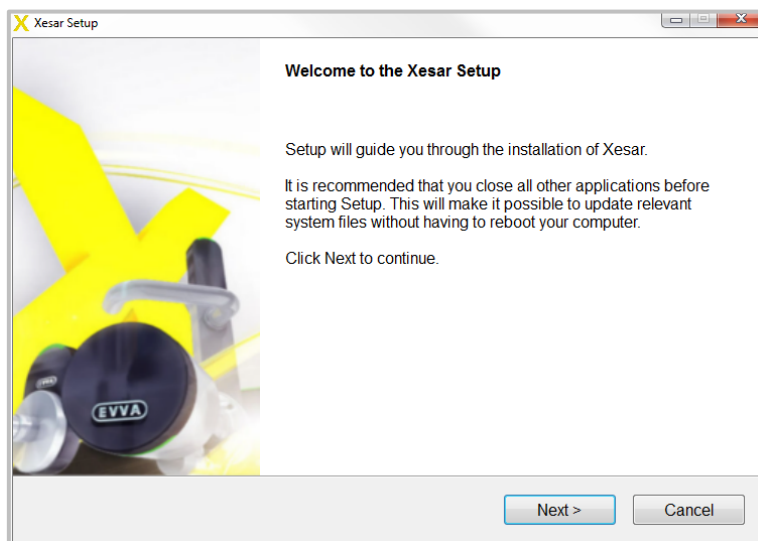 Xesar Setup
Welcome to the Xesar Setup
Setup will guide you through the installation of Xesar.
It is recommended that you close all other applications before
starting Setup. This will make it possible to update relevant
system files without having to reboot your computer.
Click Next to continue.
EVVA
EVVA
Next >
Cancel